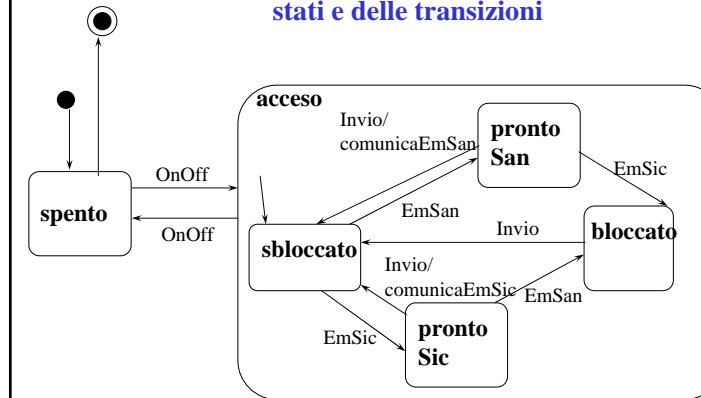 stati e delle transizioni
acceso
Invio/
comunicaEmSan
pronto
San
OnOff
EmSic
spento
EmSan
OnOff
sbloccato
Invio
bloccato
Invio/
comunicaEmSic
EmSan
EmSic
pronto
Sic